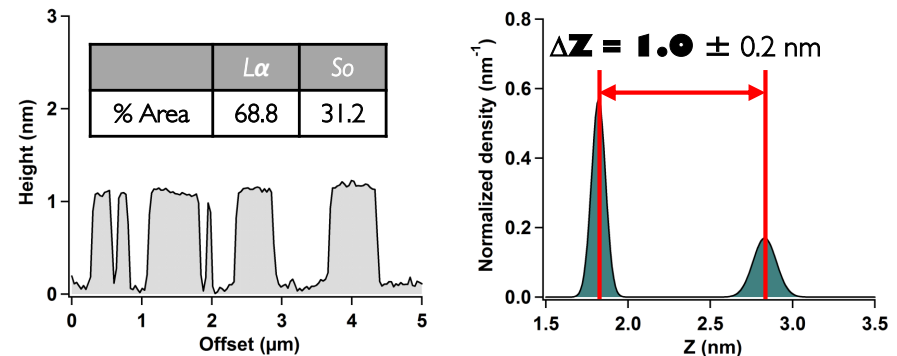 3
2
1
0
Height (nm)
0
1
2
3
4
5
Offset (µm)
Lα
So
% Area
68.8
31.2
0.8
0.6
0.4
0.2
0.0
Normalized density (nm⁻¹)
1.5
2.0
2.5
3.0
3.5
Z (nm)
ΔZ = 1.0 ± 0.2 nm